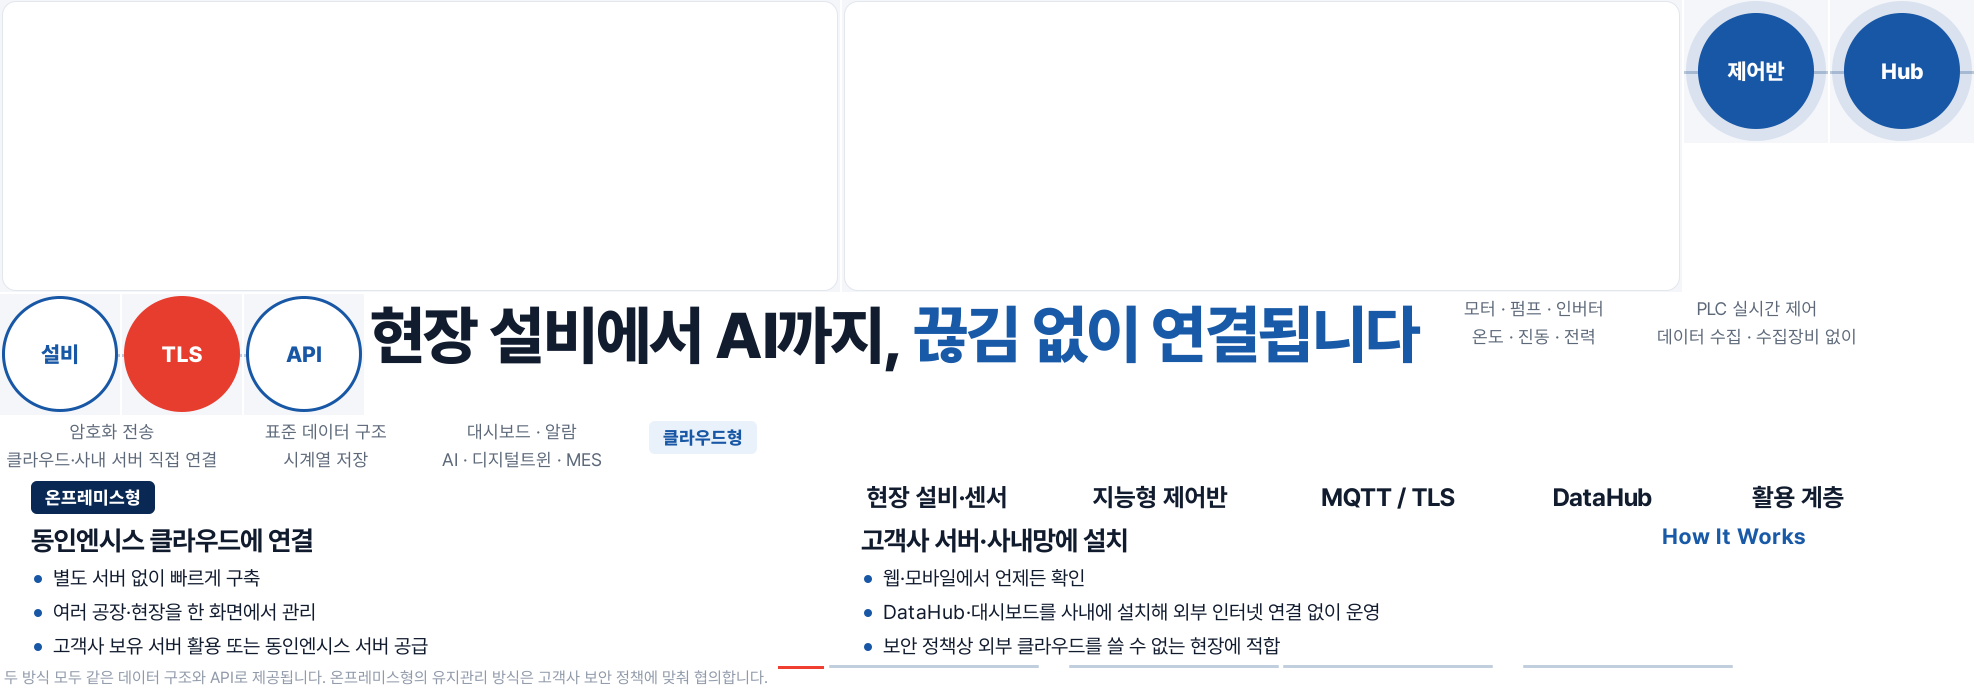 제어반
Hub
설비
TLS
API
현장 설비에서 AI까지, 끊김 없이 연결됩니다
모터 · 펌프 · 인버터
온도 · 진동 · 전력
PLC 실시간 제어
데이터 수집 · 수집장비 없이
암호화 전송
클라우드·사내 서버 직접 연결
표준 데이터 구조
시계열 저장
대시보드 · 알람
AI · 디지털트윈 · MES
클라우드형
온프레미스형
현장 설비·센서
지능형 제어반
MQTT / TLS
DataHub
활용 계층
동인엔시스 클라우드에 연결
고객사 서버·사내망에 설치
How It Works
별도 서버 없이 빠르게 구축
여러 공장·현장을 한 화면에서 관리
고객사 보유 서버 활용 또는 동인엔시스 서버 공급
웹·모바일에서 언제든 확인
DataHub·대시보드를 사내에 설치해 외부 인터넷 연결 없이 운영
보안 정책상 외부 클라우드를 쓸 수 없는 현장에 적합
두 방식 모두 같은 데이터 구조와 API로 제공됩니다. 온프레미스형의 유지관리 방식은 고객사 보안 정책에 맞춰 협의합니다.